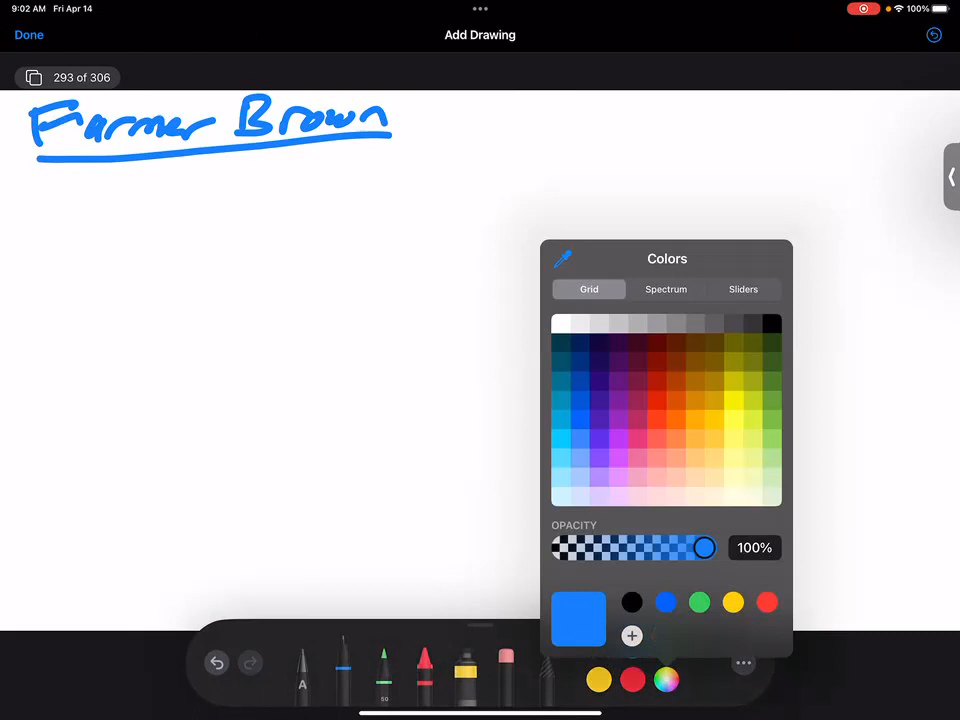 9:02 AM Fri Apr 14
100%
Done
Add Drawing
293 of 306
Farmer Brown
Colors
Grid
Spectrum
Sliders
OPACITY
100%
A
50